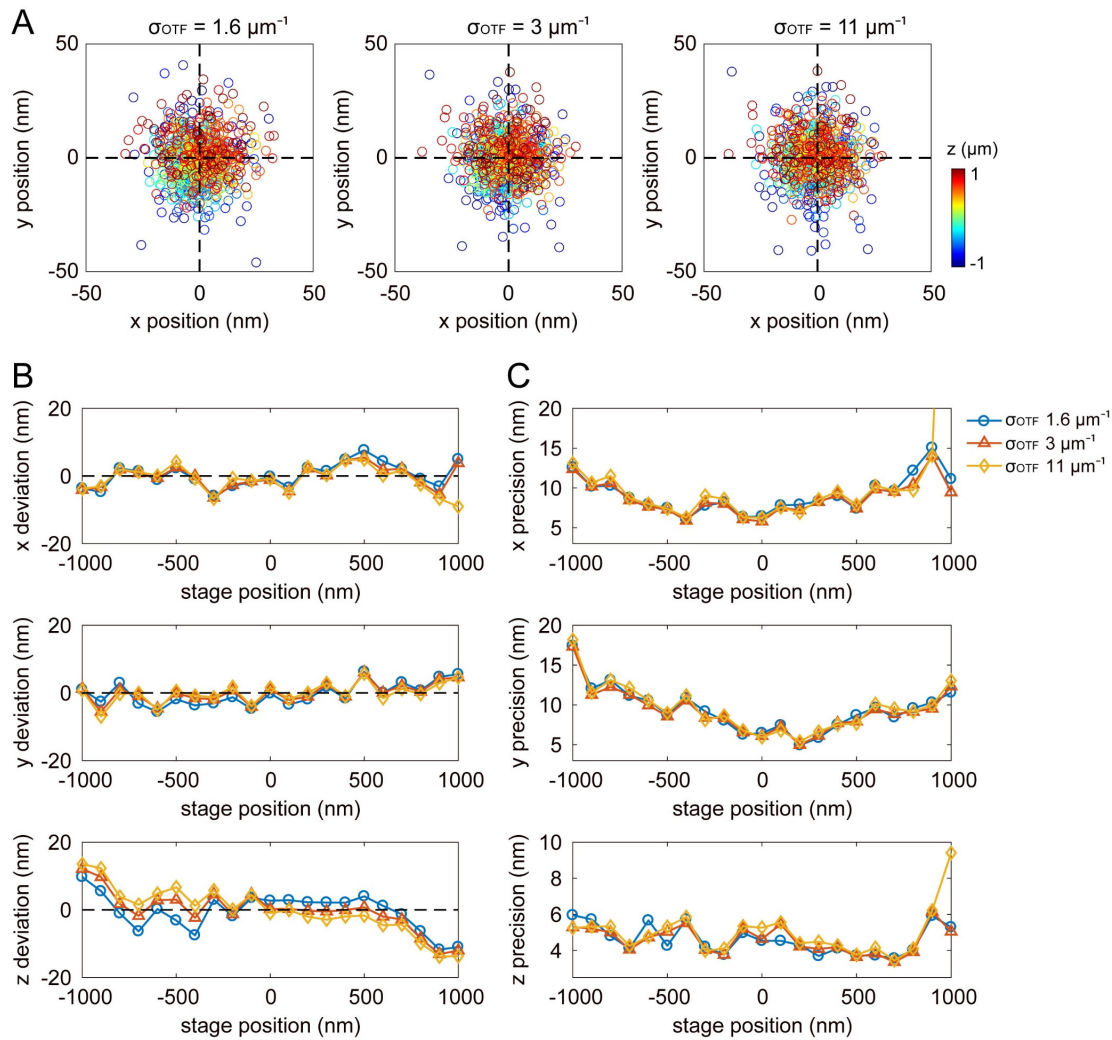 A
σOTF = 1.6 µm⁻¹
σOTF = 3 µm⁻¹
σOTF = 11 µm⁻¹
y position (nm)
50
0
-50
-50 0 50
x position (nm)
y position (nm)
50
0
-50
-50 0 50
x position (nm)
y position (nm)
50
0
-50
-50 0 50
x position (nm)
z (µm)
1
-1
B
x deviation (nm)
20
0
-20
-1000 -500 0 500 1000
stage position (nm)
y deviation (nm)
20
0
-20
-1000 -500 0 500 1000
stage position (nm)
z deviation (nm)
20
0
-20
-1000 -500 0 500 1000
stage position (nm)
C
x precision (nm)
20
15
10
5
-1000 -500 0 500 1000
stage position (nm)
σOTF 1.6 µm⁻¹
σOTF 3 µm⁻¹
σOTF 11 µm⁻¹
y precision (nm)
20
15
10
5
-1000 -500 0 500 1000
stage position (nm)
z precision (nm)
10
8
6
4
-1000 -500 0 500 1000
stage position (nm)